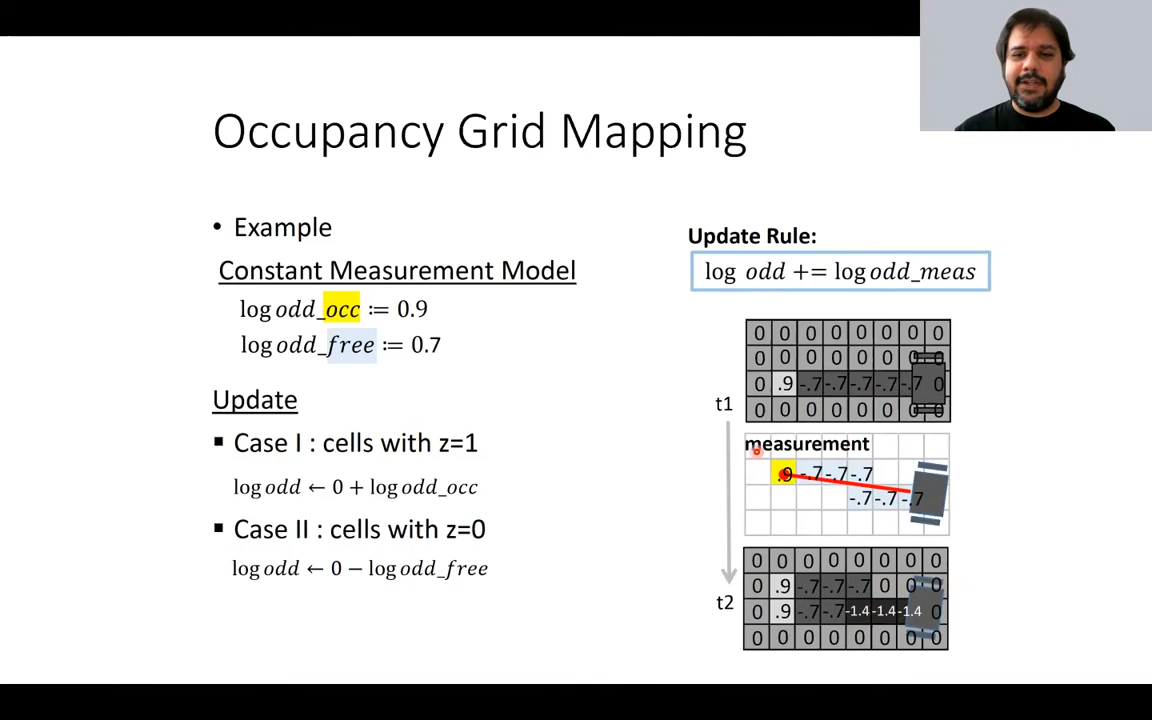 Occupancy Grid Mapping
• Example
Constant Measurement Model
log odd_occ := 0.9
log odd_free := 0.7
Update
▪ Case I : cells with z=1
log odd ← 0 + log odd_occ
▪ Case II : cells with z=0
log odd ← 0 − log odd_free
Update Rule:
log odd += log odd_meas
t1
0 0 0 0 0 0 0 0
0 0 0 0 0 0 0 0
0 .9 -.7 -.7 -.7 -.7 -.7 0
0 0 0 0 0 0 0 0
measurement
.9 -.7 -.7 -.7
-.7 -.7 -.7
t2
0 0 0 0 0 0 0 0
0 .9 -.7 -.7 -.7 0 0 0
0 .9 -.7 -.7 -1.4 -1.4 -1.4 0
0 0 0 0 0 0 0 0